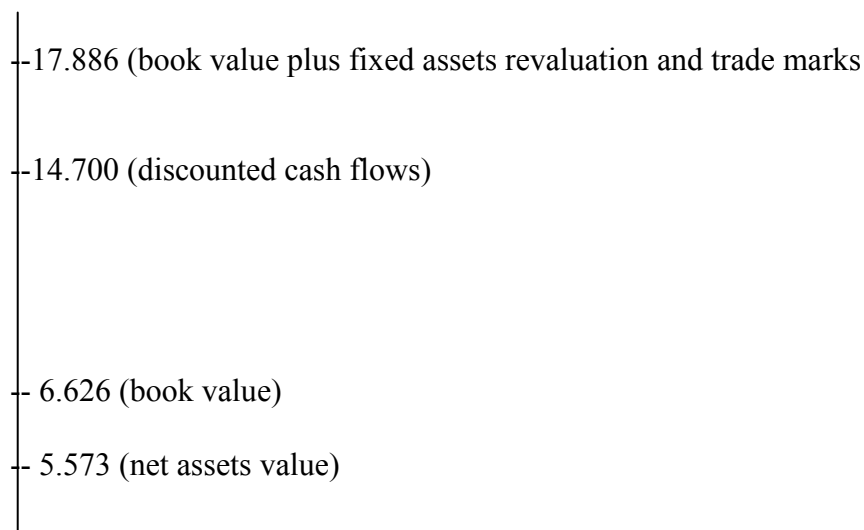 --17.886 (book value plus fixed assets revaluation and trade marks
--14.700 (discounted cash flows)
-- 6.626 (book value)
-- 5.573 (net assets value)